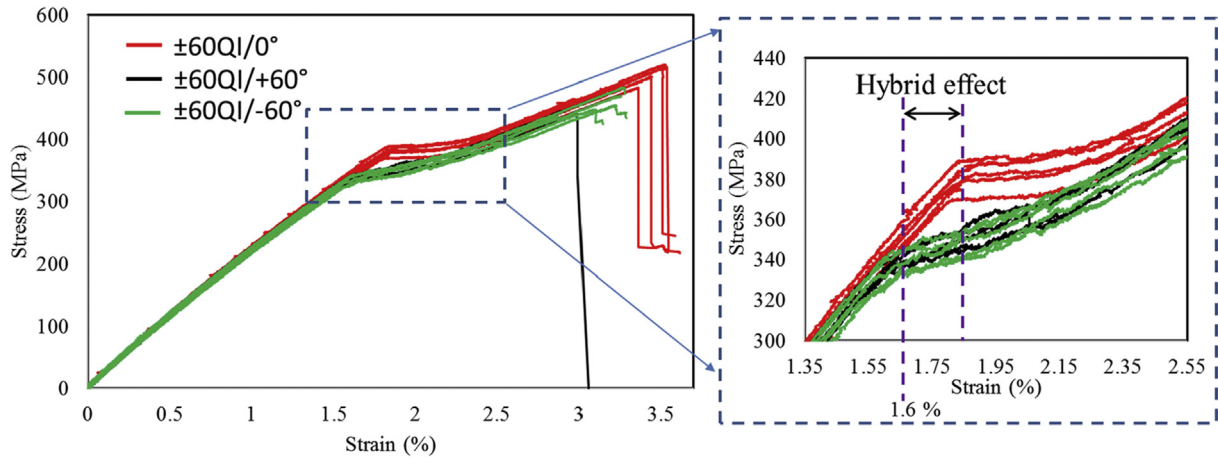 600
500
400
300
200
100
0
Stress (MPa)
±60QI/0°
±60QI/+60°
±60QI/-60°
0 0.5 1 1.5 2 2.5 3 3.5
Strain (%)
440
420
400
380
360
340
320
300
Stress (MPa)
Hybrid effect
1.35 1.55 1.75 1.95 2.15 2.35 2.55
Strain (%)
1.6 %